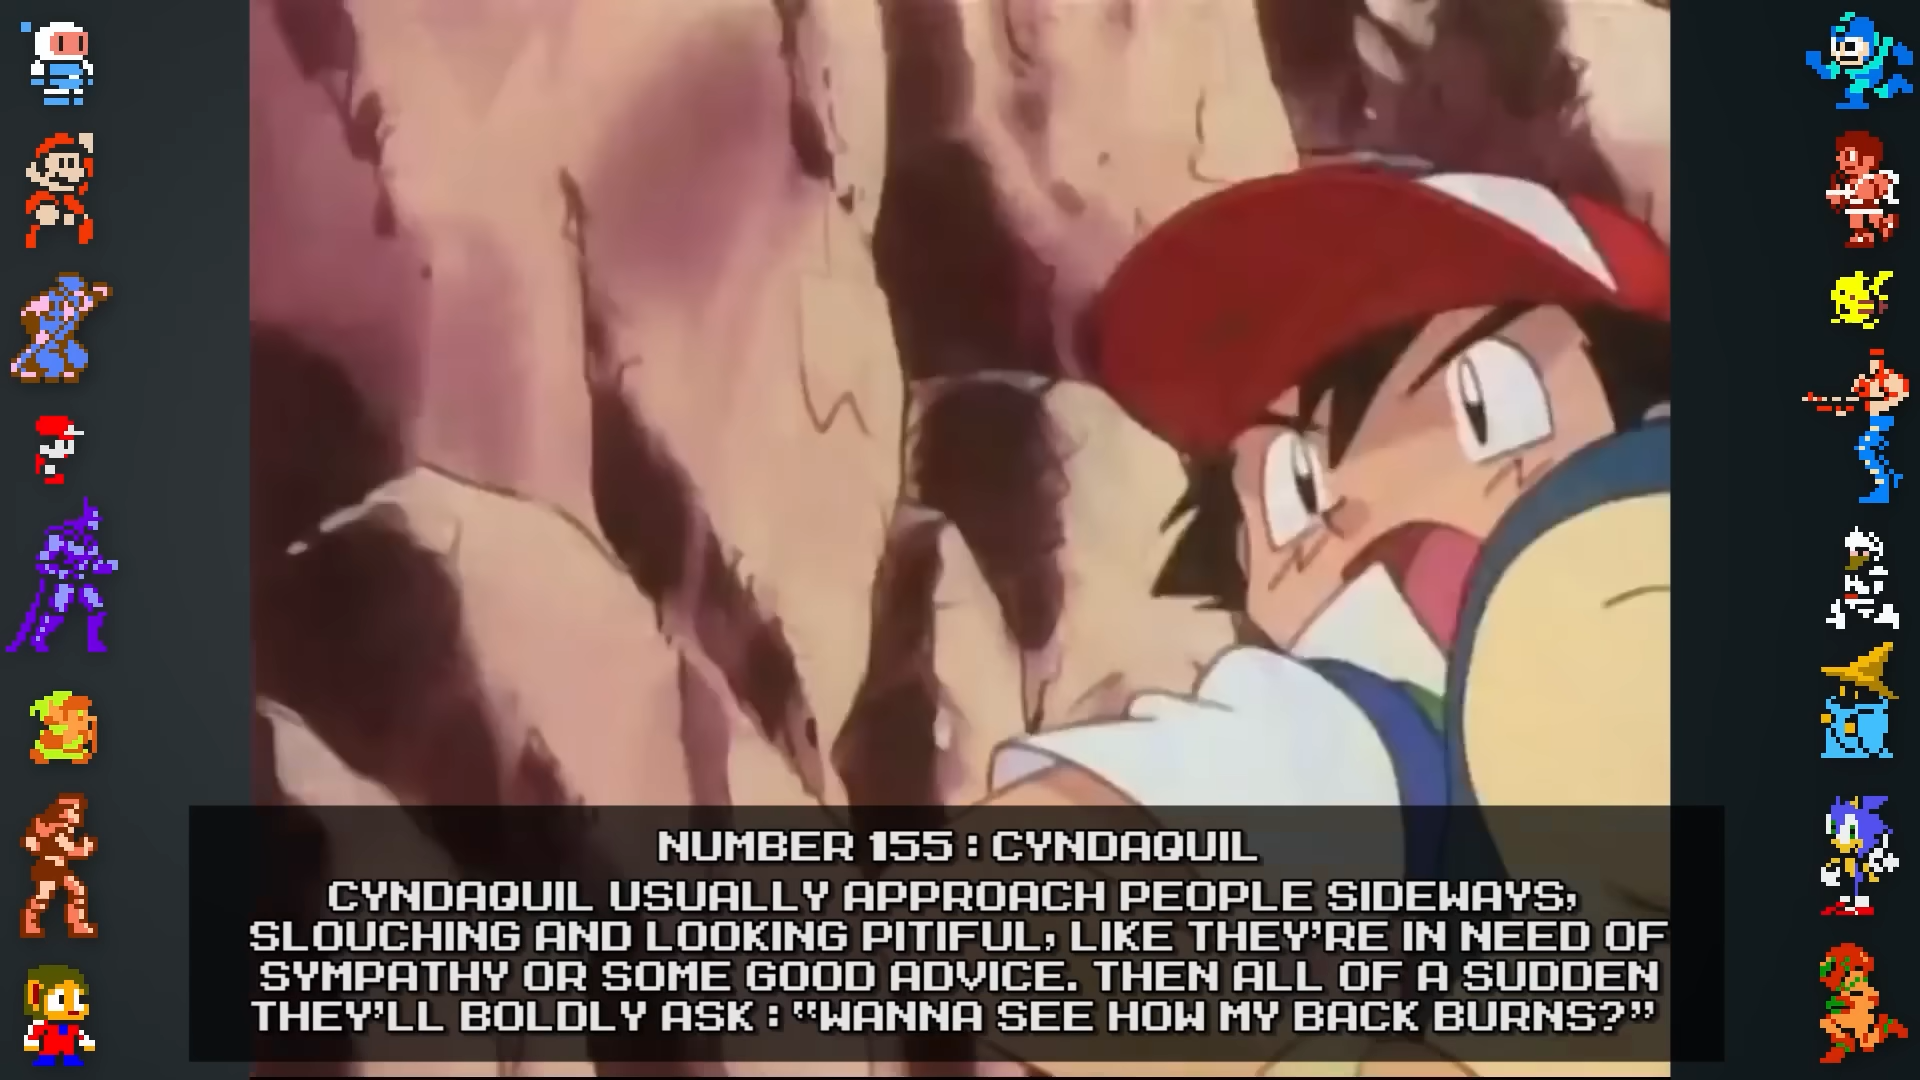 NUMBER 155 : CYNDAQUIL
CYNDAQUIL USUALLY APPROACH PEOPLE SIDEWAYS,
SLOUCHING AND LOOKING PITIFUL, LIKE THEY'RE IN NEED OF
SYMPATHY OR SOME GOOD ADVICE. THEN ALL OF A SUDDEN
THEY'LL BOLDLY ASK : "WANNA SEE HOW MY BACK BURNS?"